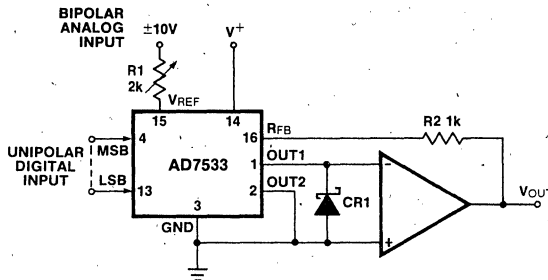 BIPOLAR
ANALOG
INPUT
±10V
V+
R1
2k
VREF
15
14
4
MSB
UNIPOLAR
DIGITAL
INPUT
LSB
13
AD7533
16
RFB
R2 1k
1
OUT1
2
OUT2
CR1
3
GND
−
+
VOUT